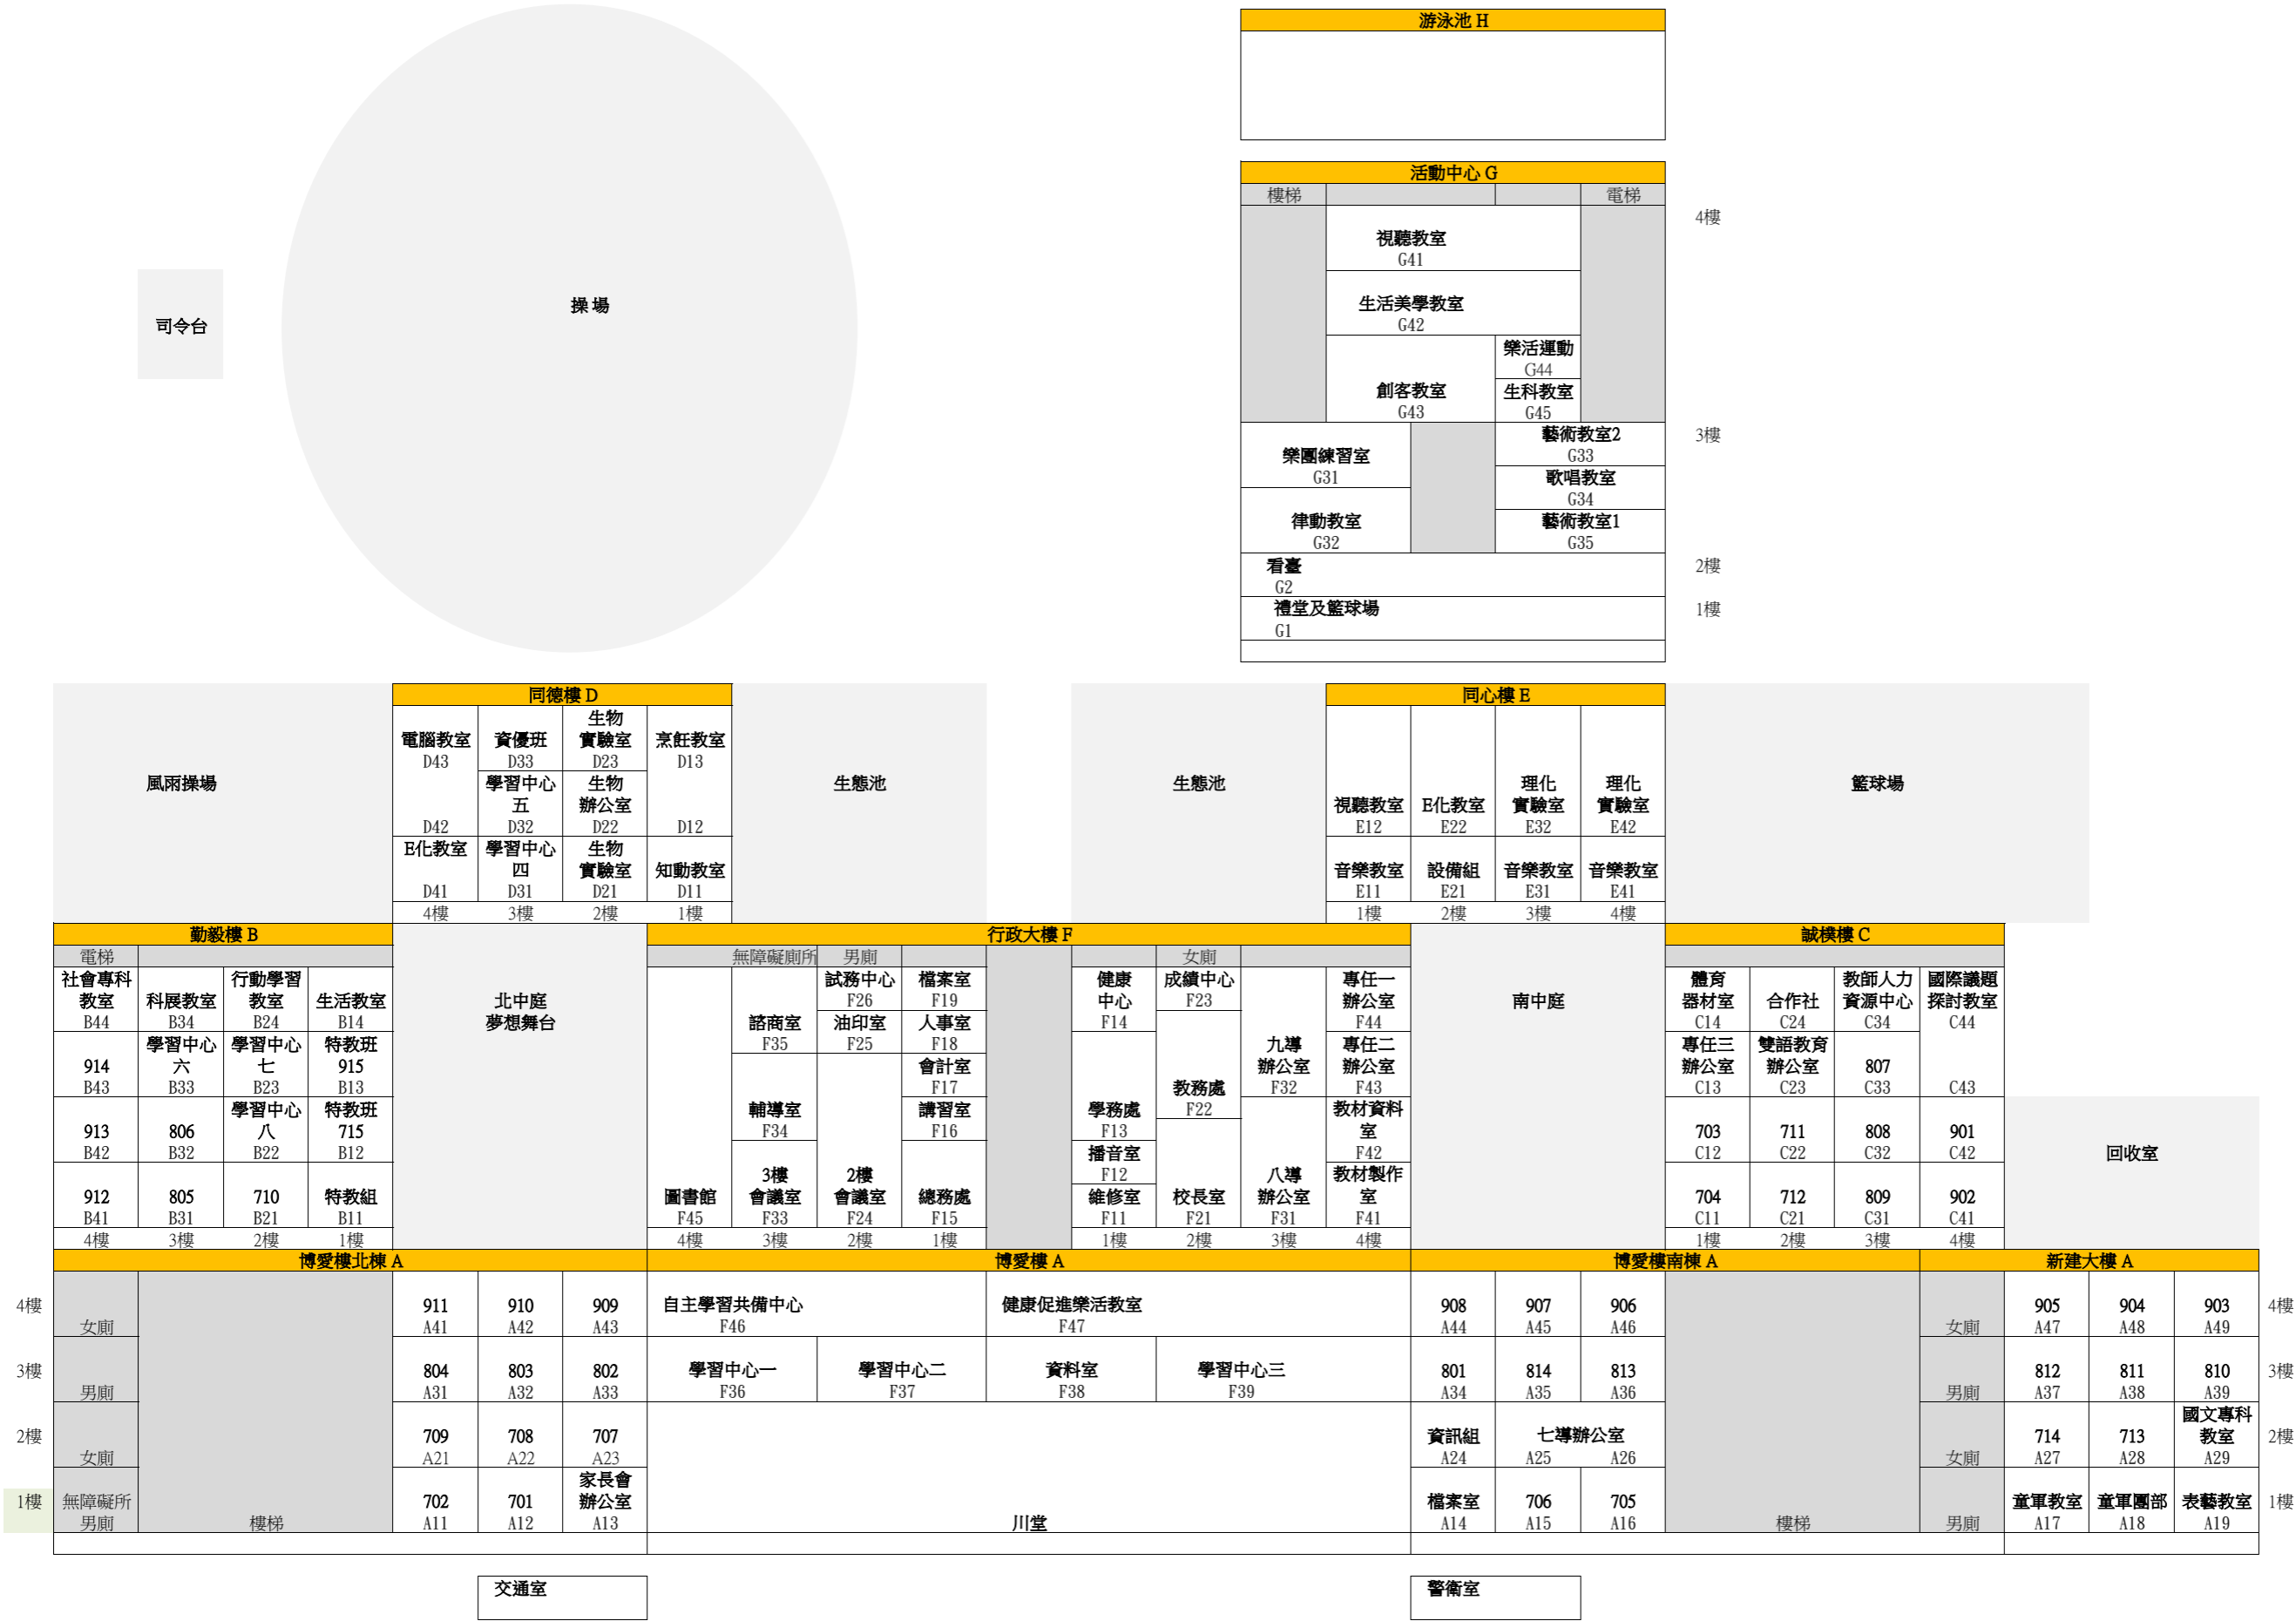 游泳池 H
活動中心 G
樓梯 電梯
4樓
視聽教室
G41
生活美學教室
G42
樂活運動
G44
創客教室 生科教室
G43 G45
操 場
司令台
藝術教室2 3樓
G33
樂團練習室
G31
歌唱教室
G34
律動教室 藝術教室1
G32 G35
看臺 2樓
G2
禮堂及籃球場 1樓
G1
同德樓 D
電腦教室 資優班 生物
實驗室 烹飪教室
D43 D33 D23 D13
學習中心
五 生物
辦公室
D42 D32 D22 D12
E化教室 學習中心
四 生物
實驗室 知動教室
D41 D31 D21 D11
4樓 3樓 2樓 1樓
風雨操場
生態池
生態池
同心樓 E
視聽教室 E化教室 理化
實驗室 理化
實驗室
E12 E22 E32 E42
音樂教室 設備組 音樂教室 音樂教室
E11 E21 E31 E41
1樓 2樓 3樓 4樓
籃球場
勤毅樓 B
電梯
社會專科
教室 科展教室 行動學習
教室 生活教室
B44 B34 B24 B14
914 學習中心
六 學習中心
七 特教班
915
B43 B33 B23 B13
913 806 學習中心
八 特教班
715
B42 B32 B22 B12
912 805 710 特教組
B41 B31 B21 B11
4樓 3樓 2樓 1樓
北中庭
夢想舞台
行政大樓 F
無障礙廁所 男廁 女廁
試務中心 檔案室
F26 F19
諮商室 油印室 人事室
F35 F25 F18
會計室
F17
輔導室 講習室
F34 F16
圖書館 3樓
會議室 2樓
會議室 總務處
F45 F33 F24 F15
4樓 3樓 2樓 1樓
健康
中心 成績中心 專任一
辦公室
F14 F23 F44
教務處 九導
辦公室 專任二
辦公室
F22 F32 F43
學務處 教材資料
室
F13 F42
播音室
F12
維修室 校長室 八導
辦公室 教材製作
室
F11 F21 F31 F41
1樓 2樓 3樓 4樓
南中庭
誠樸樓 C
體育
器材室 合作社 教師人力
資源中心 國際議題
探討教室
C14 C24 C34 C44
專任三
辦公室 雙語教育
辦公室 807
C13 C23 C33 C43
703 711 808 901
C12 C22 C32 C42
704 712 809 902
C11 C21 C31 C41
1樓 2樓 3樓 4樓
回收室
博愛樓北棟 A 博愛樓 A 博愛樓南棟 A 新建大樓 A
4樓 911 910 909 自主學習共備中心 健康促進樂活教室 908 907 906 905 904 903 4樓
女廁 A41 A42 A43 F46 F47 A44 A45 A46 女廁 A47 A48 A49
3樓 804 803 802 學習中心一 學習中心二 資料室 學習中心三 801 814 813 812 811 810 3樓
男廁 A31 A32 A33 F36 F37 F38 F39 A34 A35 A36 男廁 A37 A38 A39
2樓 709 708 707 資訊組 七導辦公室 714 713 國文專科
教室 2樓
女廁 A21 A22 A23 A24 A25 A26 女廁 A27 A28 A29
1樓 無障礙所 702 701 家長會
辦公室 檔案室 706 705 童軍教室 童軍團部 表藝教室 1樓
男廁 樓梯 A11 A12 A13 川堂 A14 A15 A16 樓梯 男廁 A17 A18 A19
交通室 警衛室